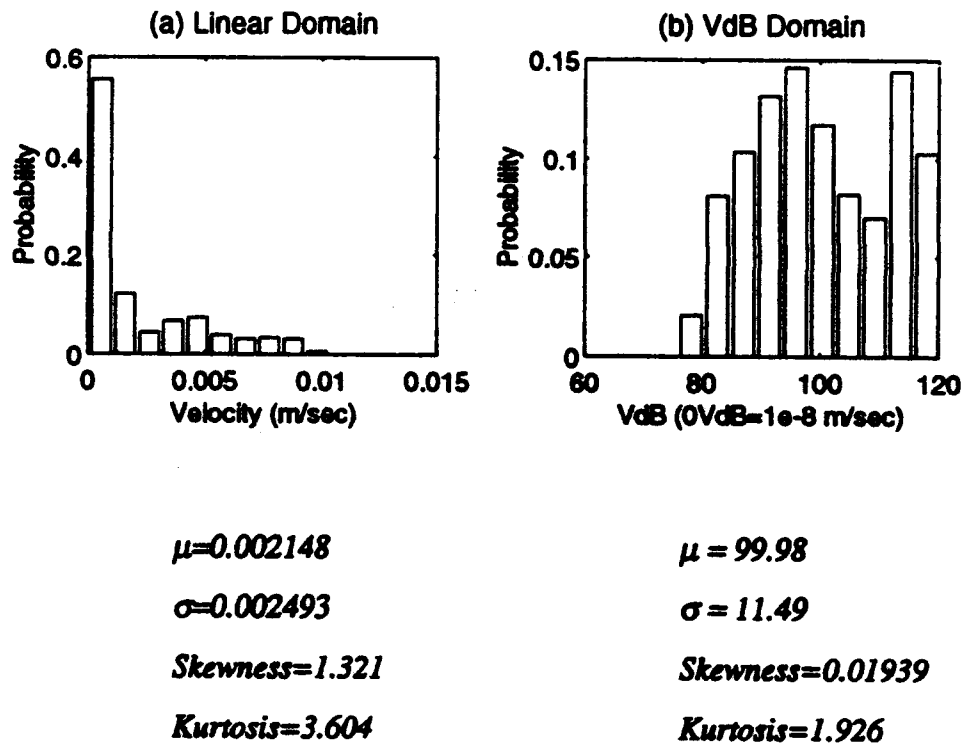 (a) Linear Domain
Probability
0.6
0.4
0.2
0
0
0.005
0.01
0.015
Velocity (m/sec)
μ=0.002148
σ=0.002493
Skewness=1.321
Kurtosis=3.604
(b) VdB Domain
Probability
0.15
0.1
0.05
0
60
80
100
120
VdB (0VdB=1e-8 m/sec)
μ = 99.98
σ = 11.49
Skewness=0.01939
Kurtosis=1.926